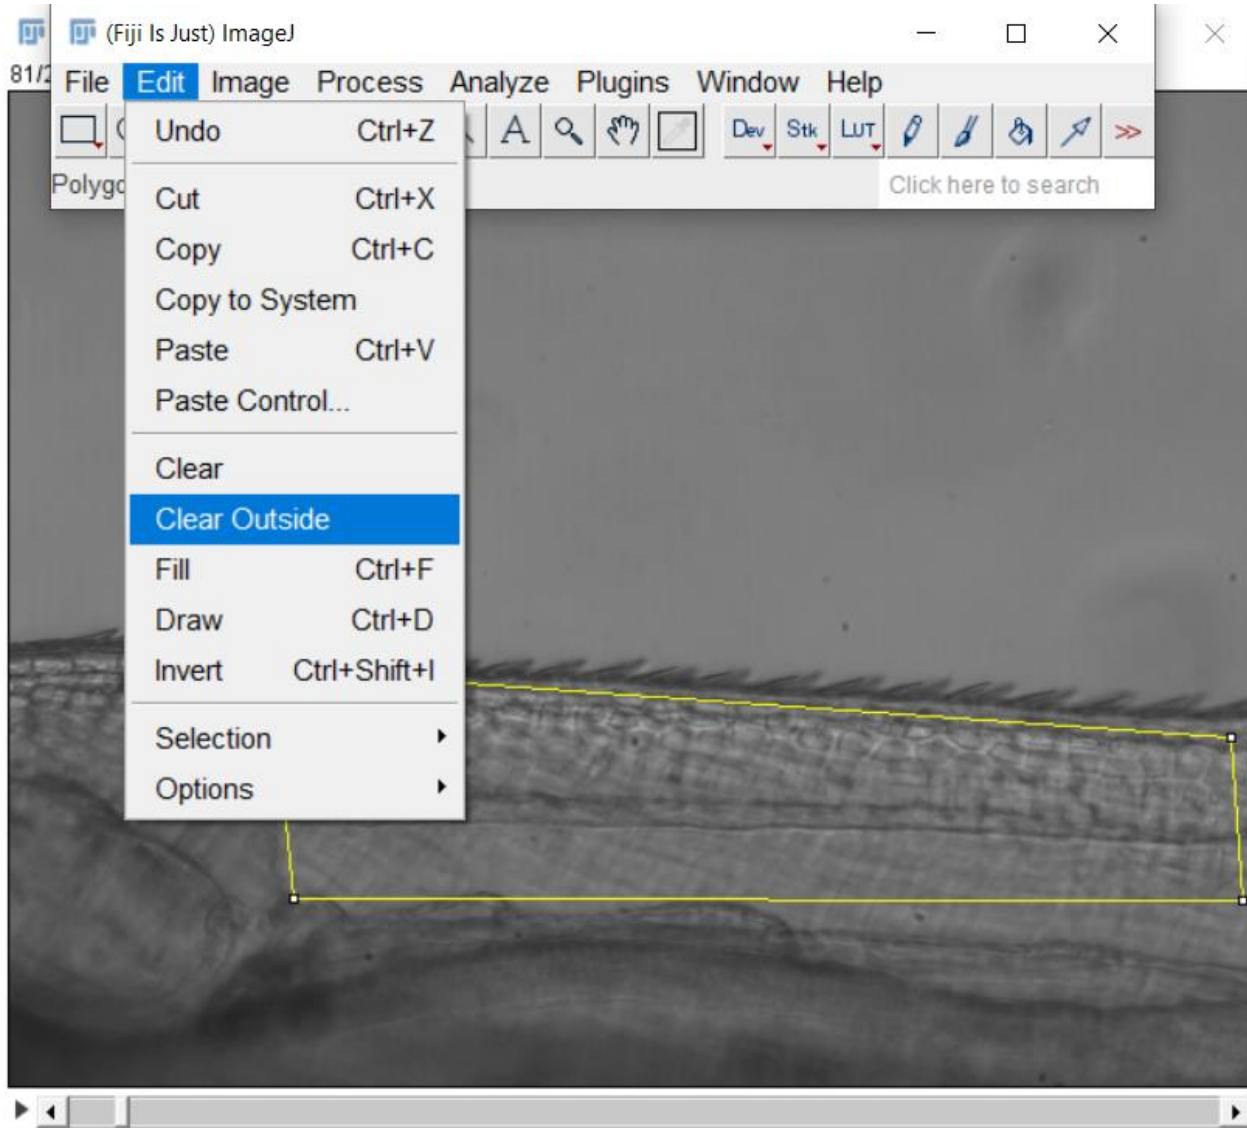 (Fiji Is Just) ImageJ
81/2
File Edit Image Process Analyze Plugins Window Help
A Dev Stk LUT >>
Click here to search
Undo Ctrl+Z
Cut Ctrl+X
Copy Ctrl+C
Copy to System
Paste Ctrl+V
Paste Control...
Clear
Clear Outside
Fill Ctrl+F
Draw Ctrl+D
Invert Ctrl+Shift+I
Selection
Options